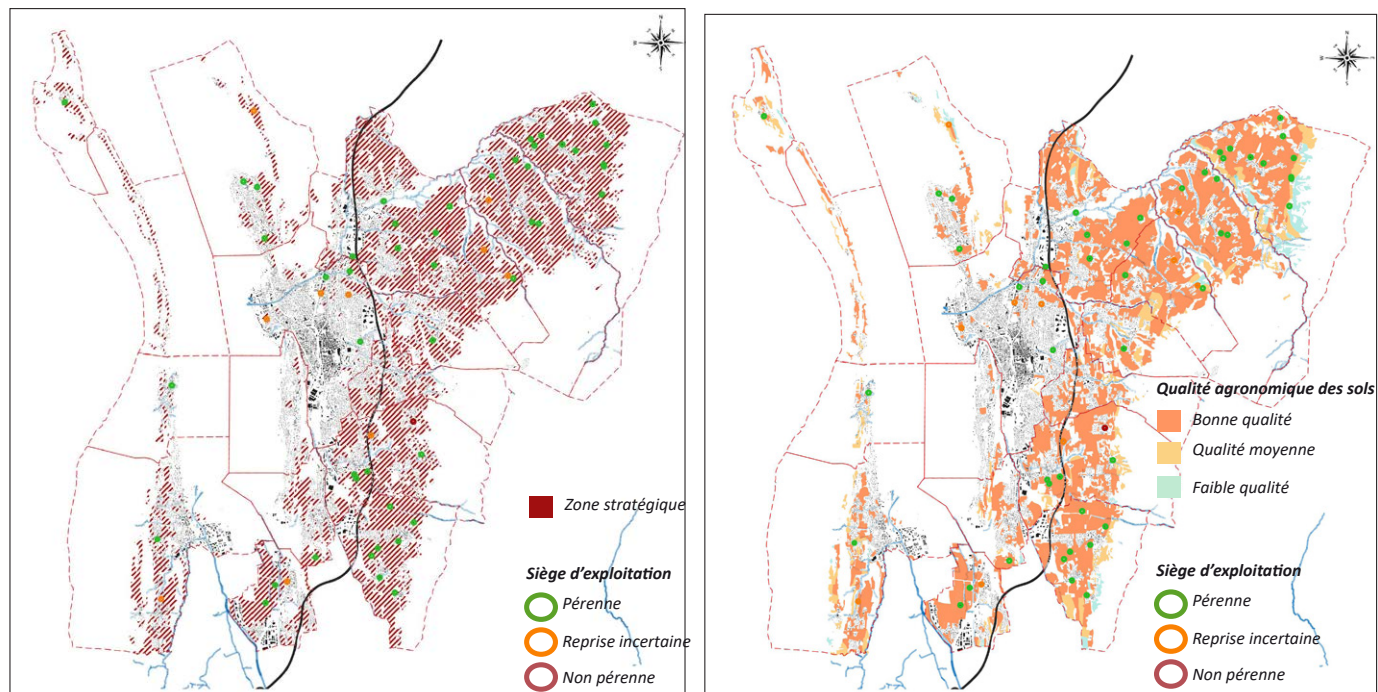 N
E
S
W
Zone stratégique
Siège d'exploitation
Pérenne
Reprise incertaine
Non pérenne
N
E
S
W
Qualité agronomique des sols
Bonne qualité
Qualité moyenne
Faible qualité
Siège d'exploitation
Pérenne
Reprise incertaine
Non pérenne